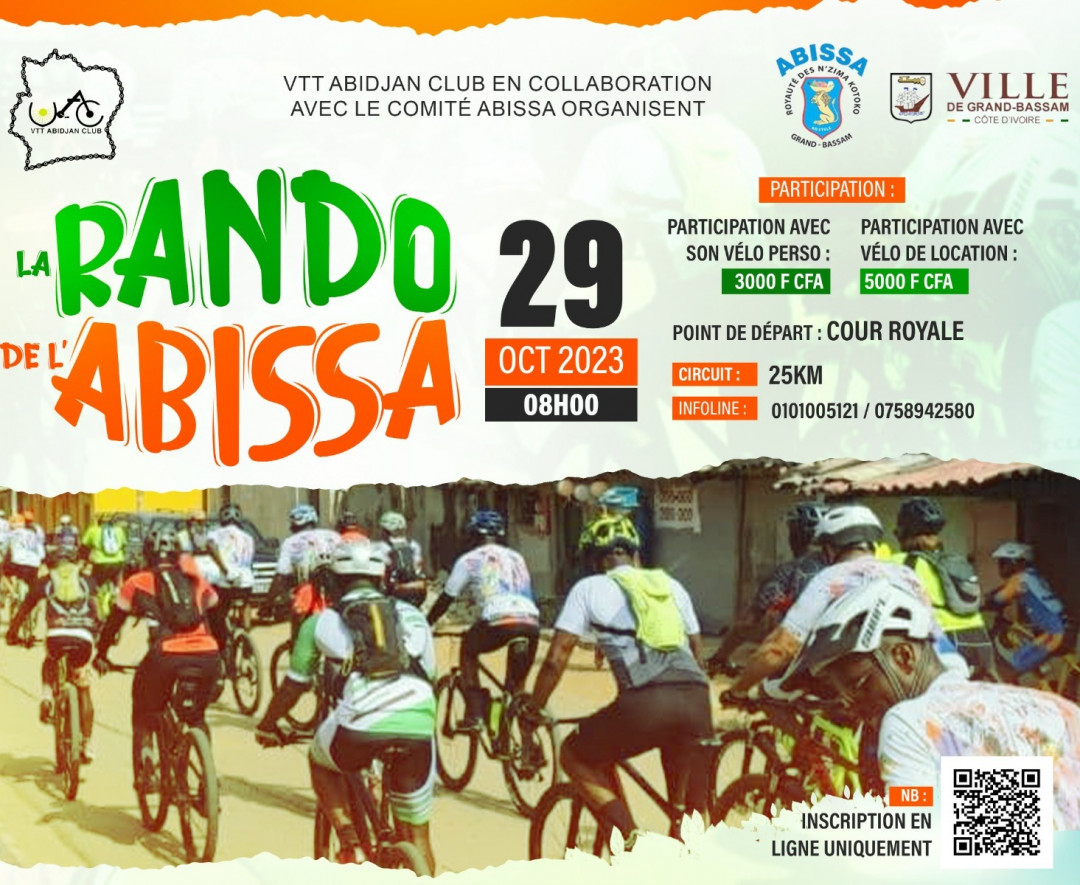 VTT ABIDJAN CLUB
VTT ABIDJAN CLUB EN COLLABORATION
AVEC LE COMITÉ ABISSA ORGANISENT
ABISSA
ROYAUTÉ DES N'ZIMA KOTOKO
GRAND - BASSAM
VILLE
DE GRAND-BASSAM
CÔTE D'IVOIRE
LA RANDO
DE L'ABISSA
29
OCT 2023
08H00
PARTICIPATION :
PARTICIPATION AVEC
SON VÉLO PERSO :
3000 F CFA
PARTICIPATION AVEC
VÉLO DE LOCATION :
5000 F CFA
POINT DE DÉPART : COUR ROYALE
CIRCUIT : 25KM
INFOLINE : 0101005121 / 0758942580
NB :
INSCRIPTION EN
LIGNE UNIQUEMENT